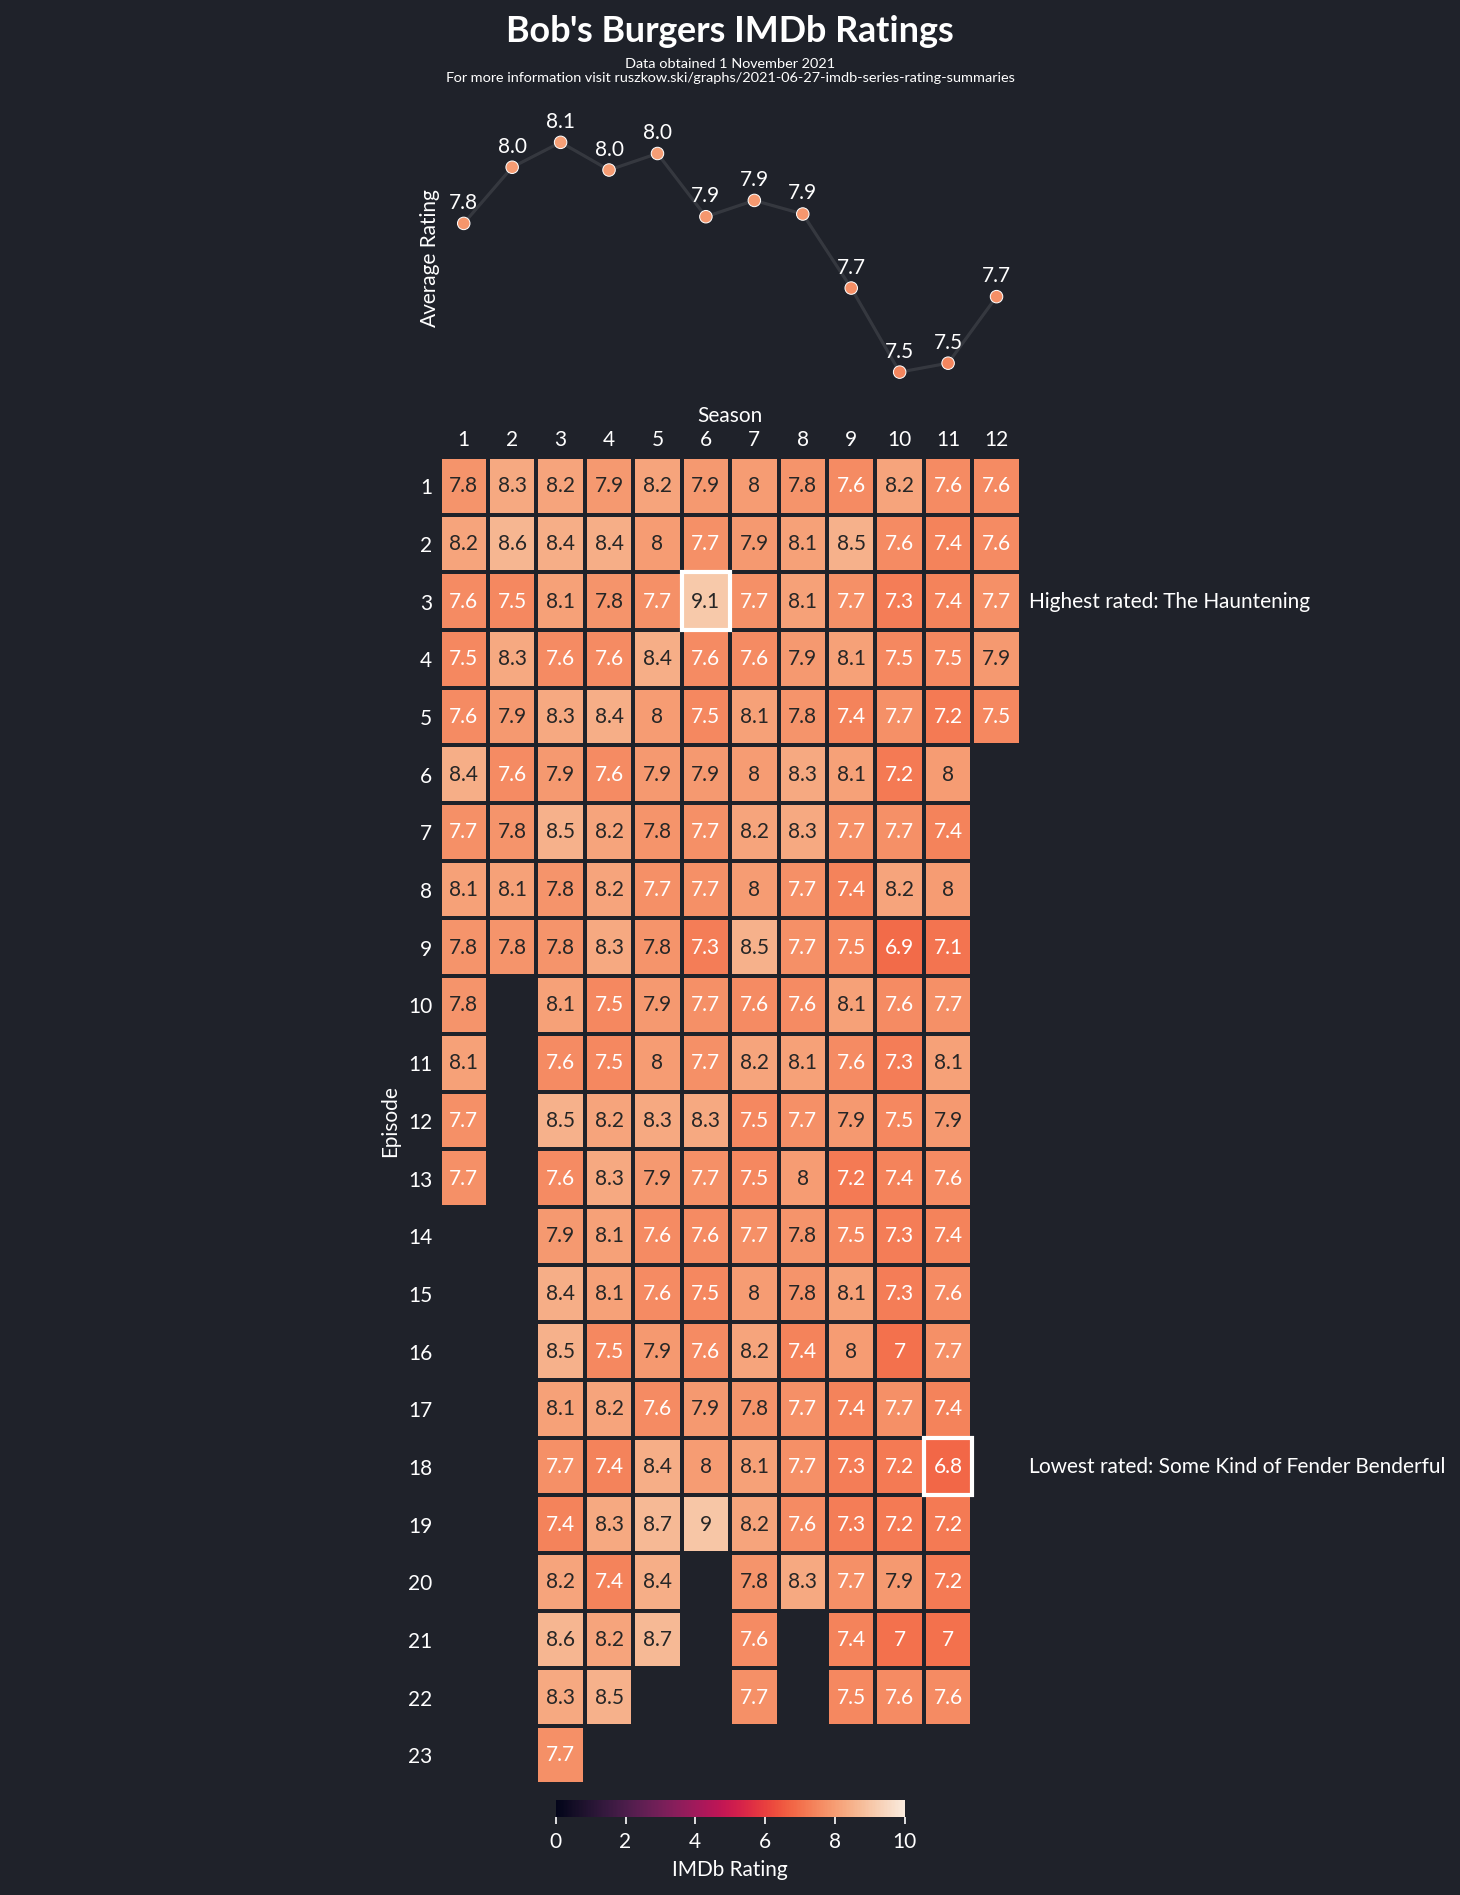 Bob's Burgers IMDb Ratings
Data obtained 1 November 2021
For more information visit ruszkow.ski/graphs/2021-06-27-imdb-series-rating-summaries
Average Rating
7.8 8.0 8.1 8.0 8.0 7.9 7.9 7.9 7.7 7.5 7.5 7.7
Season
1 2 3 4 5 6 7 8 9 10 11 12
Episode
1 7.8 8.3 8.2 7.9 8.2 7.9 8 7.8 7.6 8.2 7.6 7.6
2 8.2 8.6 8.4 8.4 8 7.7 7.9 8.1 8.5 7.6 7.4 7.6
3 7.6 7.5 8.1 7.8 7.7 9.1 7.7 8.1 7.7 7.3 7.4 7.7 Highest rated: The Hauntening
4 7.5 8.3 7.6 7.6 8.4 7.6 7.6 7.9 8.1 7.5 7.5 7.9
5 7.6 7.9 8.3 8.4 8 7.5 8.1 7.8 7.4 7.7 7.2 7.5
6 8.4 7.6 7.9 7.6 7.9 7.9 8 8.3 8.1 7.2 8
7 7.7 7.8 8.5 8.2 7.8 7.7 8.2 8.3 7.7 7.7 7.4
8 8.1 8.1 7.8 8.2 7.7 7.7 8 7.7 7.4 8.2 8
9 7.8 7.8 7.8 8.3 7.8 7.3 8.5 7.7 7.5 6.9 7.1
10 7.8 8.1 7.5 7.9 7.7 7.6 7.6 8.1 7.6 7.7
11 8.1 7.6 7.5 8 7.7 8.2 8.1 7.6 7.3 8.1
12 7.7 8.5 8.2 8.3 8.3 7.5 7.7 7.9 7.5 7.9
13 7.7 7.6 8.3 7.9 7.7 7.5 8 7.2 7.4 7.6
14 7.9 8.1 7.6 7.6 7.7 7.8 7.5 7.3 7.4
15 8.4 8.1 7.6 7.5 8 7.8 8.1 7.3 7.6
16 8.5 7.5 7.9 7.6 8.2 7.4 8 7 7.7
17 8.1 8.2 7.6 7.9 7.8 7.7 7.4 7.7 7.4
18 7.7 7.4 8.4 8 8.1 7.7 7.3 7.2 6.8 Lowest rated: Some Kind of Fender Benderful
19 7.4 8.3 8.7 9 8.2 7.6 7.3 7.2 7.2
20 8.2 7.4 8.4 7.8 8.3 7.7 7.9 7.2
21 8.6 8.2 8.7 7.6 7.4 7 7
22 8.3 8.5 7.7 7.5 7.6 7.6
23 7.7
0 2 4 6 8 10
IMDb Rating